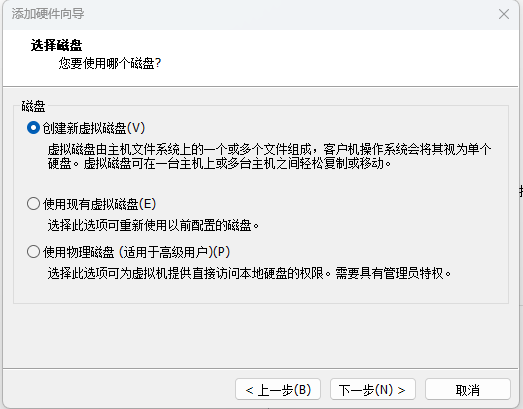 添加硬件向导
选择磁盘
您要使用哪个磁盘?
磁盘
创建新虚拟磁盘(V)
虚拟磁盘由主机文件系统上的一个或多个文件组成，客户机操作系统会将其视为单个
硬盘。虚拟磁盘可在一台主机上或多台主机之间轻松复制或移动。
使用现有虚拟磁盘(E)
选择此选项可重新使用以前配置的磁盘。
使用物理磁盘 (适用于高级用户)(P)
选择此选项可为虚拟机提供直接访问本地硬盘的权限。需要具有管理员特权。
< 上一步(B)
下一步(N) >
取消